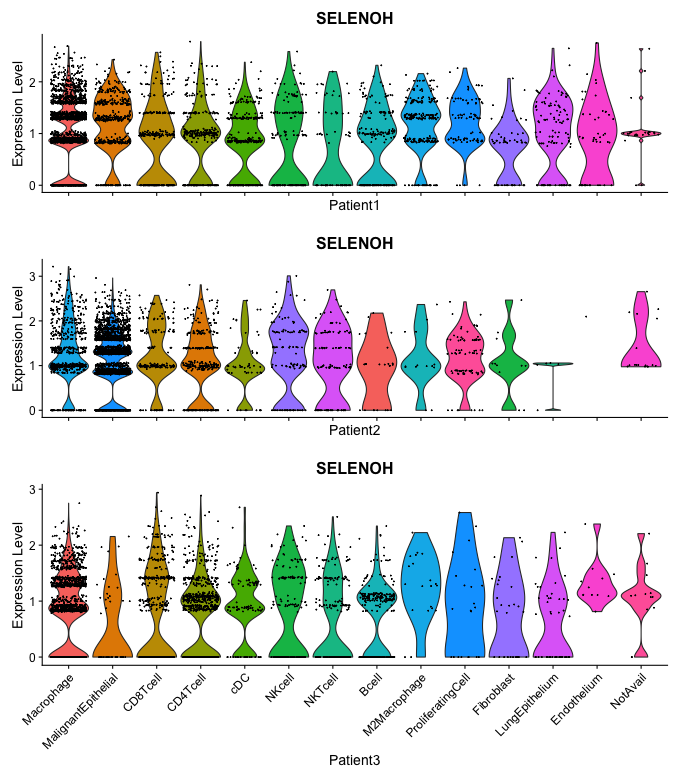 SELENOH
Expression Level
2
1
0
Patient1
SELENOH
Expression Level
3
2
1
0
Patient2
SELENOH
Expression Level
3
2
1
0
Macrophage
MalignantEpithelial
CD8Tcell
CD4Tcell
cDC
NKcell
NKTcell
Bcell
M2Macrophage
ProliferatingCell
Fibroblast
LungEpithelium
Endothelium
NotAvail
Patient3